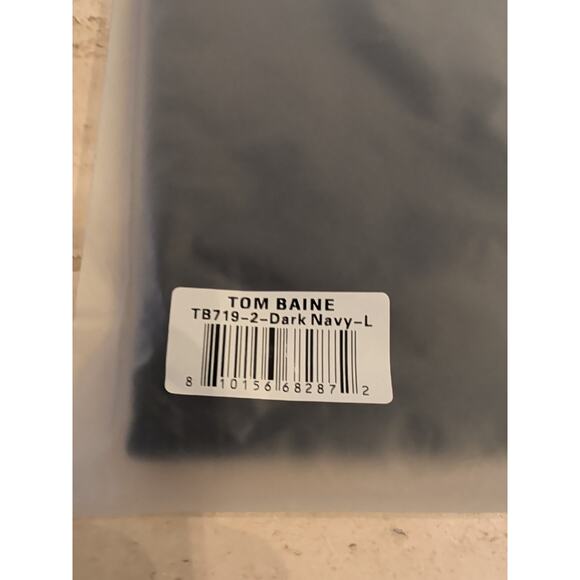 TOM BAINE
TB719-2-Dark Navy-L
8 10156 68287 2